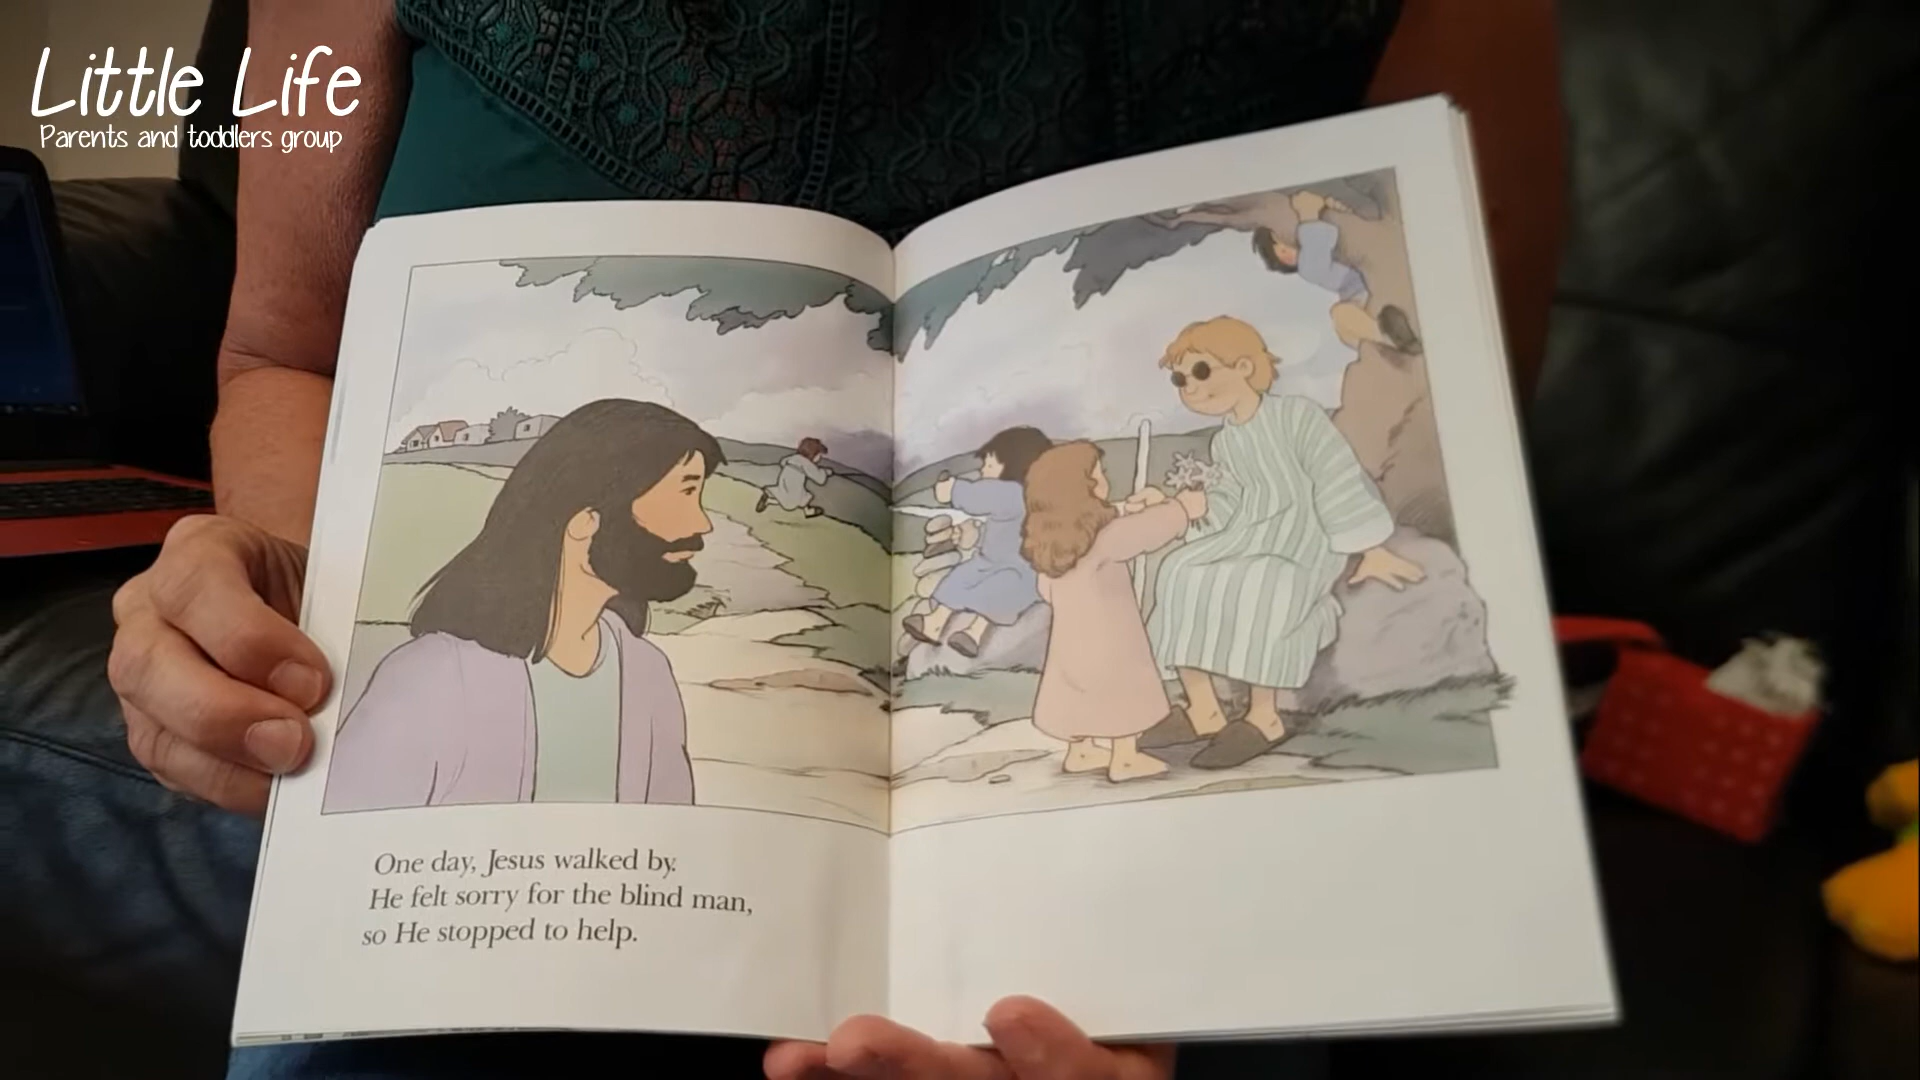 Little Life
Parents and toddlers group
One day, Jesus walked by.
He felt sorry for the blind man,
so He stopped to help.